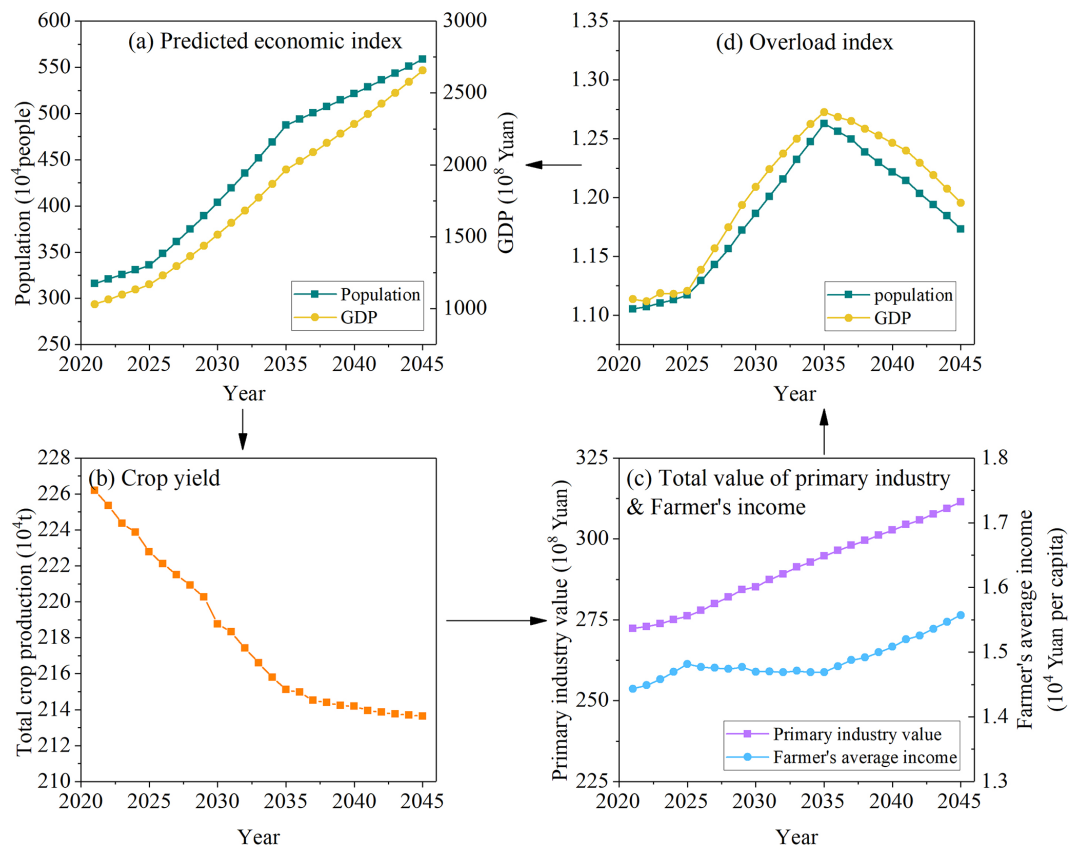 (a) Predicted economic index
600
550
500
450
400
350
300
250
Population (10⁴people)
3000
2500
2000
1500
1000
GDP (10⁸ Yuan)
Population
GDP
2020 2025 2030 2035 2040 2045
Year
(d) Overload index
1.35
1.30
1.25
1.20
1.15
1.10
population
GDP
2020 2025 2030 2035 2040 2045
Year
(b) Crop yield
228
226
224
222
220
218
216
214
212
210
Total crop production (10⁴t)
2020 2025 2030 2035 2040 2045
Year
(c) Total value of primary industry
& Farmer's income
325
300
275
250
225
Primary industry value (10⁸ Yuan)
1.8
1.7
1.6
1.5
1.4
1.3
Farmer's average income
(10⁴ Yuan per capita)
Primary industry value
Farmer's average income
2020 2025 2030 2035 2040 2045
Year